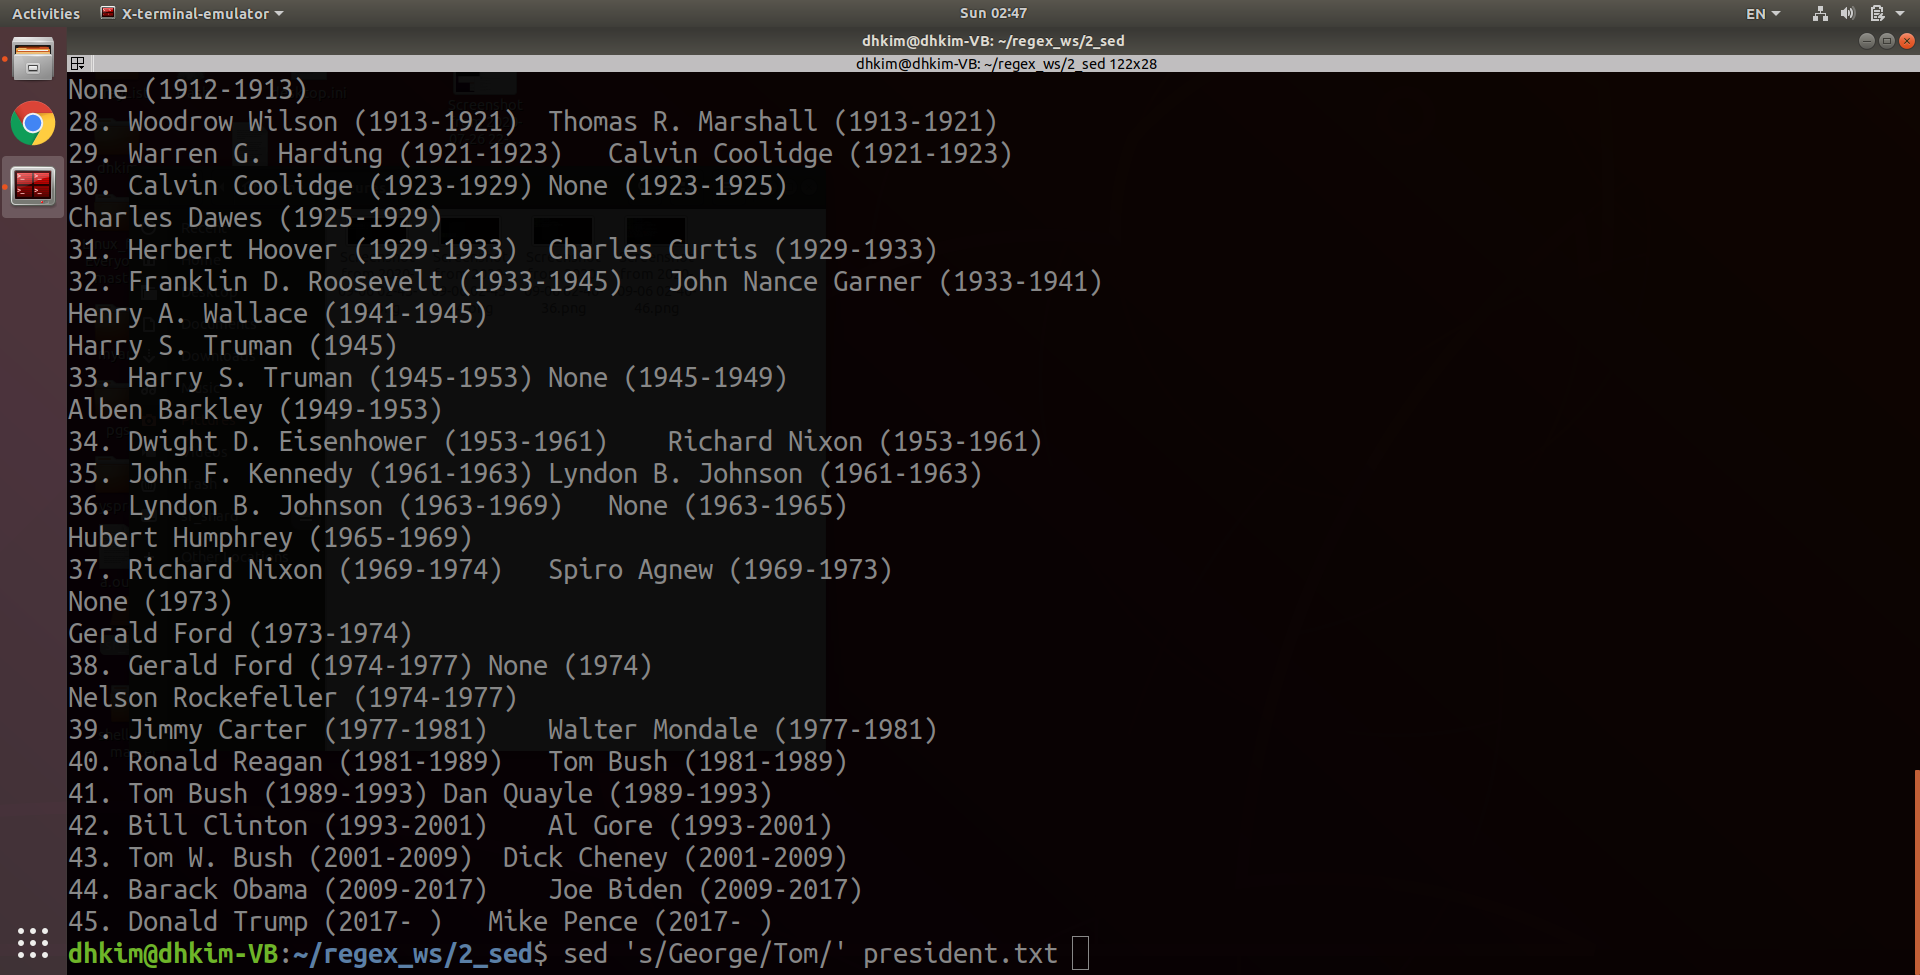 Activities X-terminal-emulator Sun 02:47 EN
dhkim@dhkim-VB: ~/regex_ws/2_sed
dhkim@dhkim-VB: ~/regex_ws/2_sed 122x28
None (1912-1913)
28. Woodrow Wilson (1913-1921) Thomas R. Marshall (1913-1921)
29. Warren G. Harding (1921-1923) Calvin Coolidge (1921-1923)
30. Calvin Coolidge (1923-1929) None (1923-1925)
Charles Dawes (1925-1929)
31. Herbert Hoover (1929-1933) Charles Curtis (1929-1933)
32. Franklin D. Roosevelt (1933-1945) John Nance Garner (1933-1941)
Henry A. Wallace (1941-1945)
Harry S. Truman (1945)
33. Harry S. Truman (1945-1953) None (1945-1949)
Alben Barkley (1949-1953)
34. Dwight D. Eisenhower (1953-1961) Richard Nixon (1953-1961)
35. John F. Kennedy (1961-1963) Lyndon B. Johnson (1961-1963)
36. Lyndon B. Johnson (1963-1969) None (1963-1965)
Hubert Humphrey (1965-1969)
37. Richard Nixon (1969-1974) Spiro Agnew (1969-1973)
None (1973)
Gerald Ford (1973-1974)
38. Gerald Ford (1974-1977) None (1974)
Nelson Rockefeller (1974-1977)
39. Jimmy Carter (1977-1981) Walter Mondale (1977-1981)
40. Ronald Reagan (1981-1989) Tom Bush (1981-1989)
41. Tom Bush (1989-1993) Dan Quayle (1989-1993)
42. Bill Clinton (1993-2001) Al Gore (1993-2001)
43. Tom W. Bush (2001-2009) Dick Cheney (2001-2009)
44. Barack Obama (2009-2017) Joe Biden (2009-2017)
45. Donald Trump (2017- ) Mike Pence (2017- )
dhkim@dhkim-VB:~/regex_ws/2_sed$ sed 's/George/Tom/' president.txt